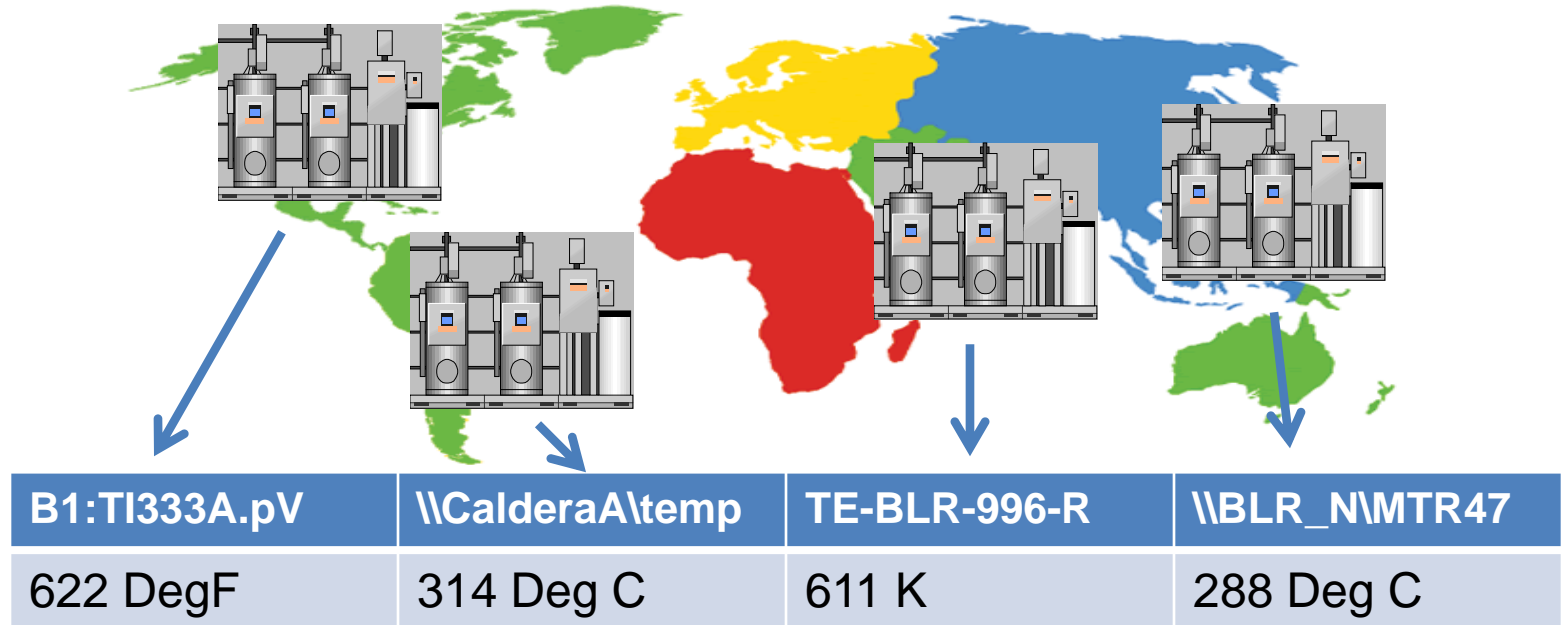 B1:TI333A.pV \\CalderaA\temp TE-BLR-996-R \\BLR_N\MTR47
622 DegF 314 Deg C 611 K 288 Deg C